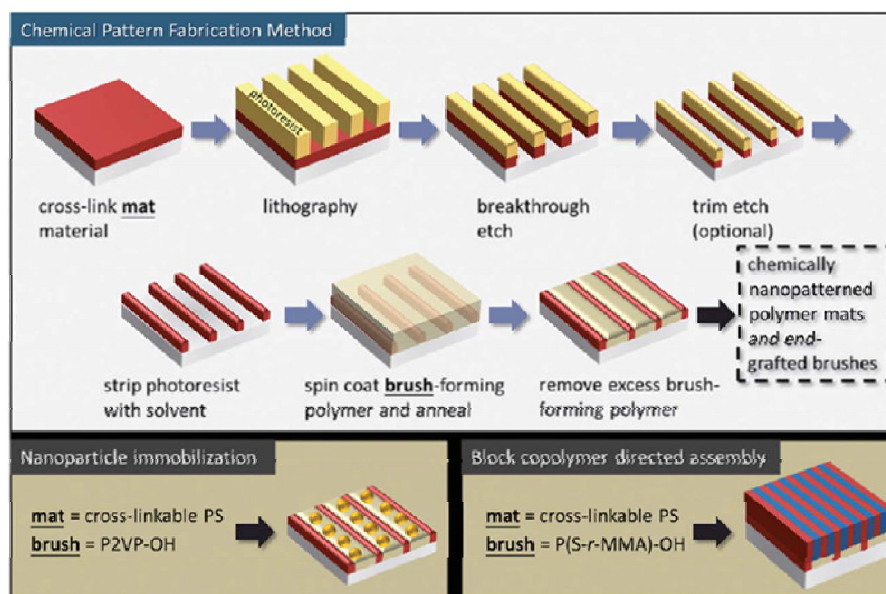 Chemical Pattern Fabrication Method
photoresist
cross-link mat
material
lithography
breakthrough
etch
trim etch
(optional)
strip photoresist
with solvent
spin coat brush-forming
polymer and anneal
remove excess brush-
forming polymer
chemically
nanopatterned
polymer mats
and end-
grafted brushes
Nanoparticle immobilization
mat = cross-linkable PS
brush = P2VP-OH
Block copolymer directed assembly
mat = cross-linkable PS
brush = P(S-r-MMA)-OH